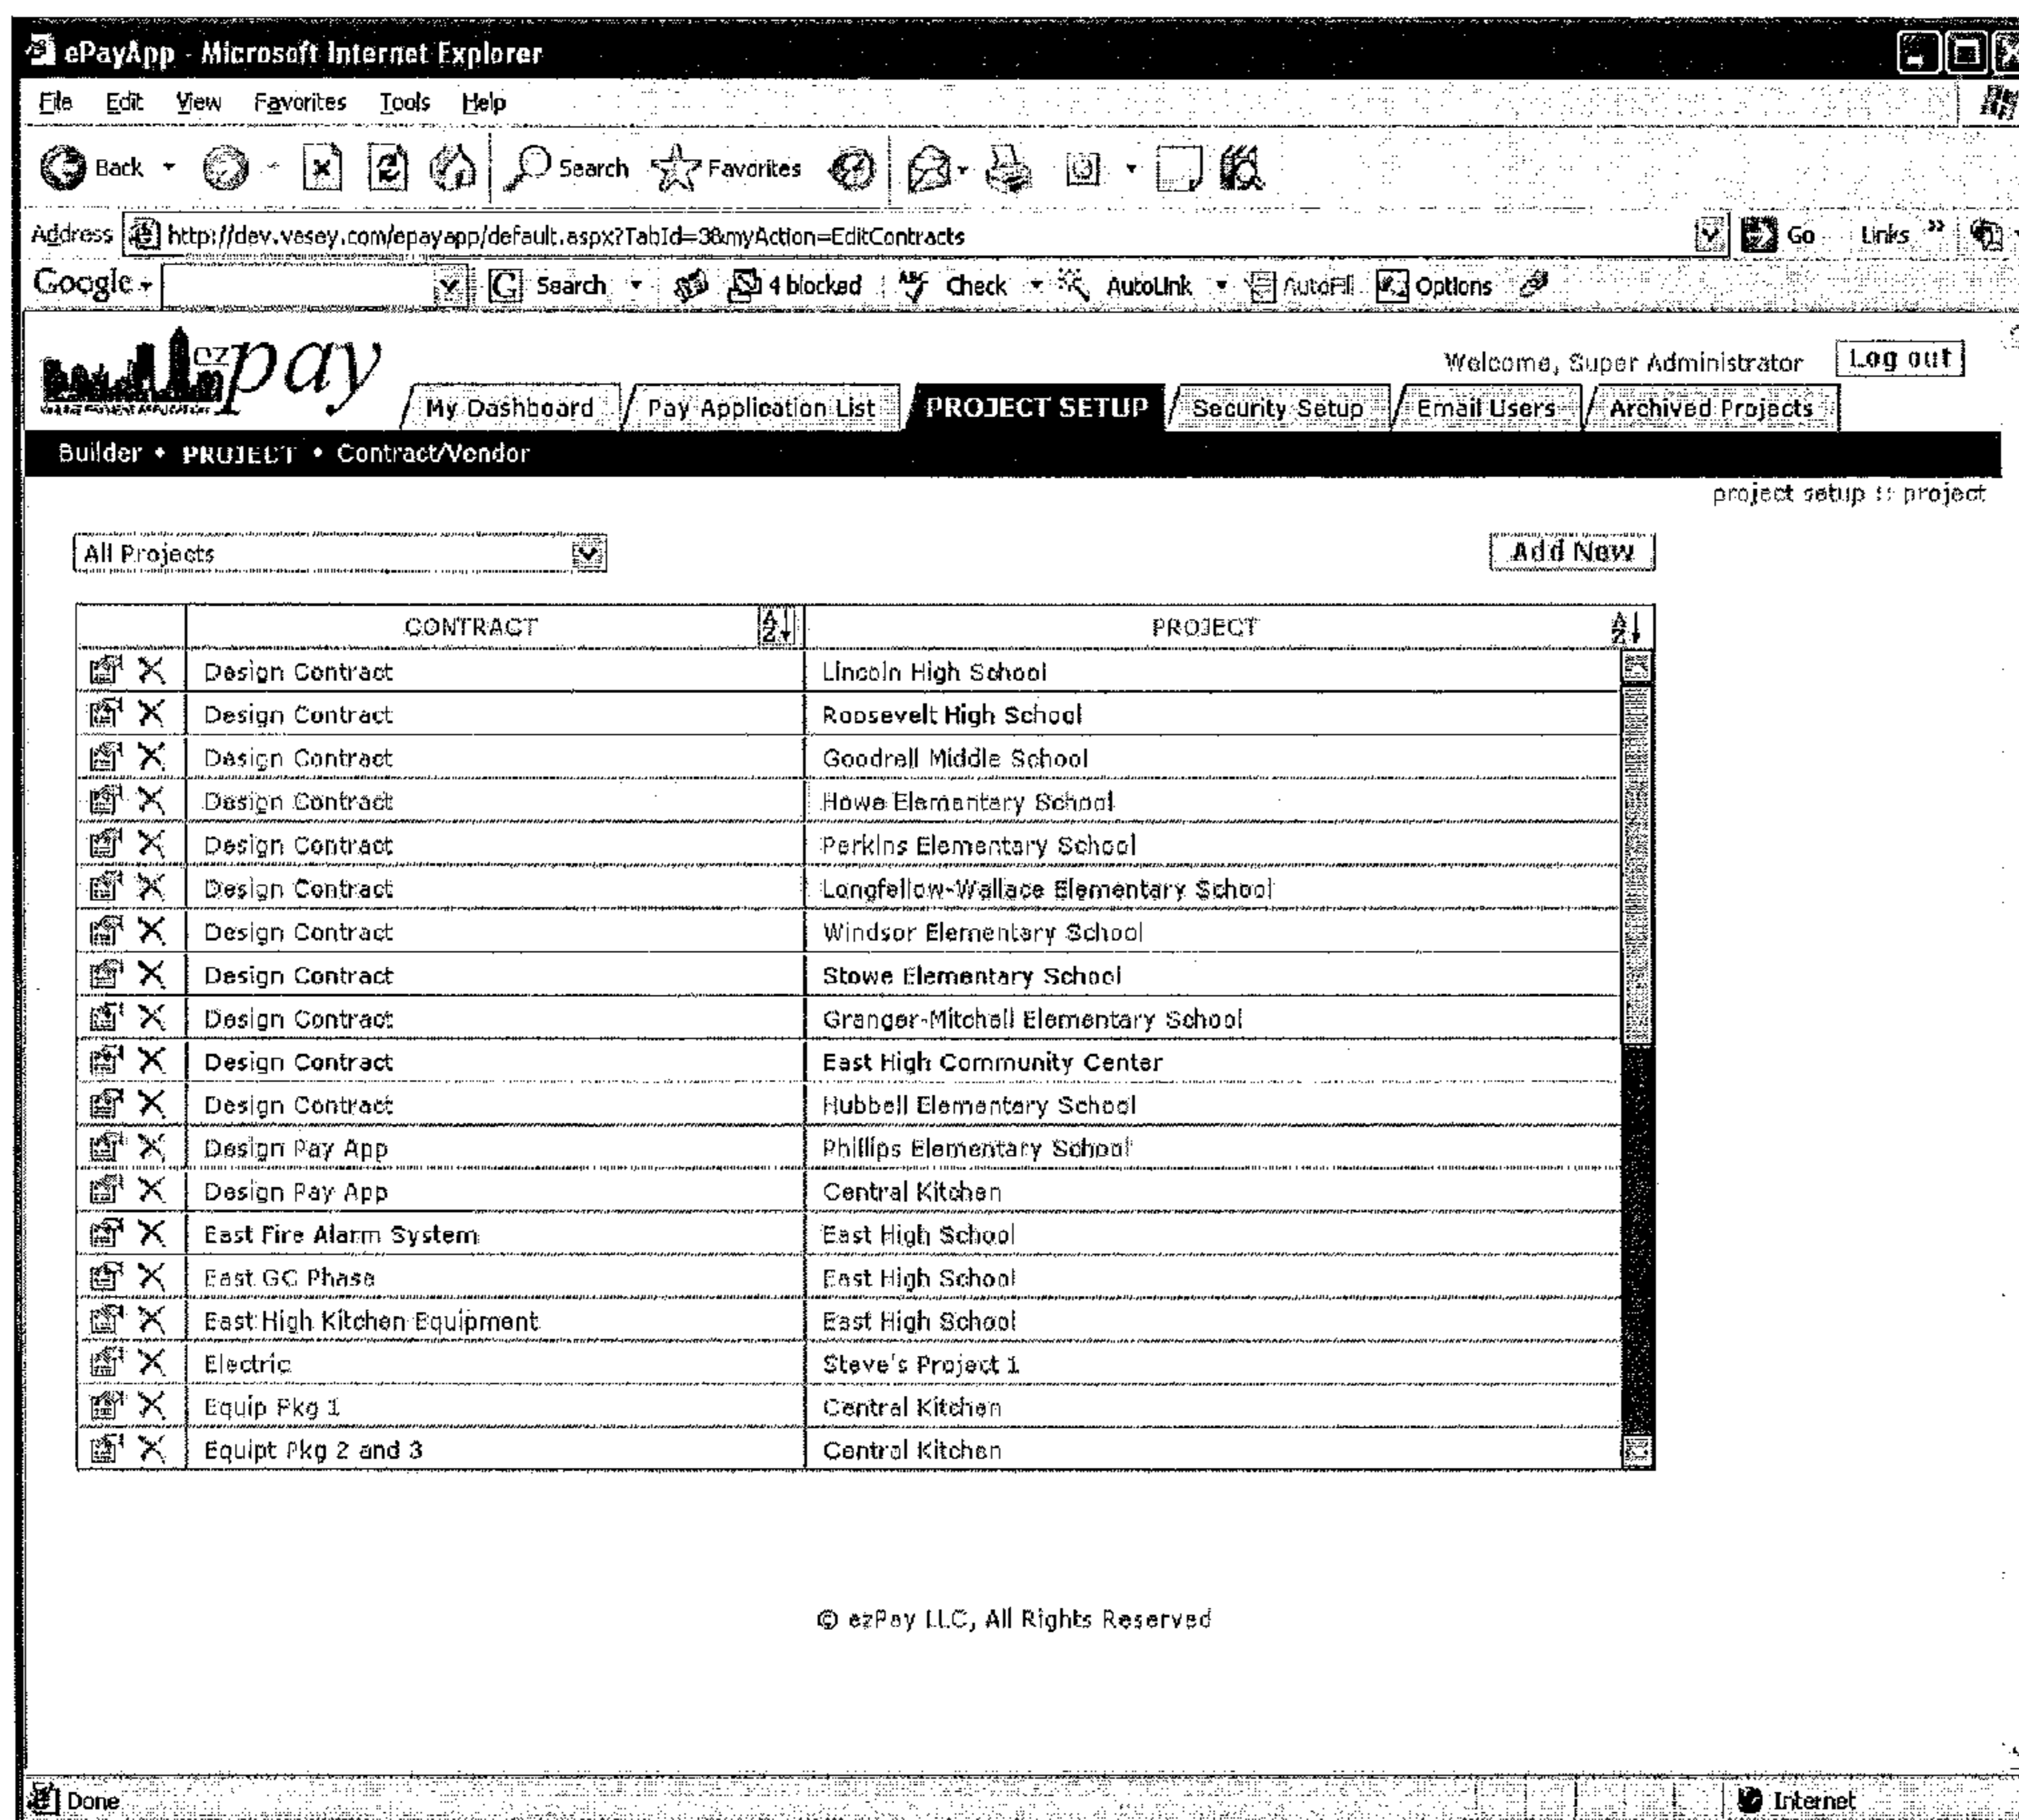 ePayApp - Microsoft Internet Explorer
File Edit View Favorites Tools Help
Back Search Favorites
Address http://dev.vesey.com/epayapp/default.aspx?TabId=3&myAction=EditContracts Go Links »
Google Search 4 blocked Check AutoLink AutoFill Options
ez pay
Welcome, Super Administrator Log out
My Dashboard Pay Application List PROJECT SETUP Security Setup Email Users Archived Projects
Builder • PROJECT • Contract/Vendor
project setup :: project
All Projects Add New
CONTRACT PROJECT
Design Contract Lincoln High School
Design Contract Roosevelt High School
Design Contract Goodrell Middle School
Design Contract Howe Elementary School
Design Contract Perkins Elementary School
Design Contract Longfellow-Wallace Elementary School
Design Contract Windsor Elementary School
Design Contract Stowe Elementary School
Design Contract Granger-Mitchell Elementary School
Design Contract East High Community Center
Design Contract Hubbell Elementary School
Design Pay App Phillips Elementary School
Design Pay App Central Kitchen
East Fire Alarm System East High School
East GC Phase East High School
East High Kitchen Equipment East High School
Electric Steve's Project 1
Equip Pkg 1 Central Kitchen
Equipt Pkg 2 and 3 Central Kitchen
© ezPay LLC, All Rights Reserved
Done Internet